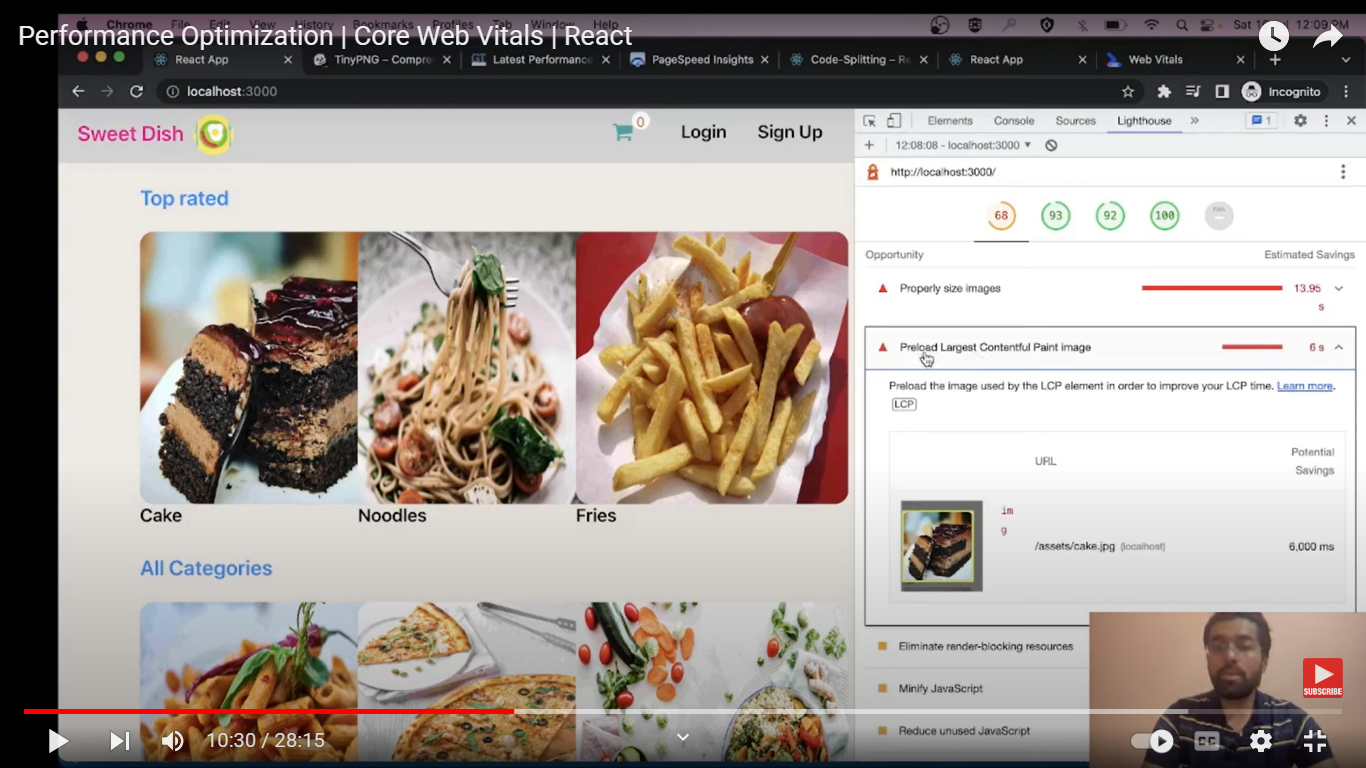 Chrome File Edit View History Bookmarks Profiles Tab Window Help
Performance Optimization | Core Web Vitals | React
React App
TinyPNG – Compre
Latest Performance
PageSpeed Insights
Code-Splitting – Re
React App
Web Vitals
localhost:3000
Incognito
Sweet Dish
0
Login
Sign Up
Elements
Console
Sources
Lighthouse
1
12:08:08 - localhost:3000
http://localhost:3000/
68
93
92
100
Opportunity
Estimated Savings
Properly size images
13.95
s
Preload Largest Contentful Paint image
6 s
Preload the image used by the LCP element in order to improve your LCP time. Learn more.
LCP
URL
Potential
Savings
im
g
/assets/cake.jpg (localhost)
6,000 ms
Eliminate render-blocking resources
Minify JavaScript
Reduce unused JavaScript
Top rated
Cake
Noodles
Fries
All Categories
SUBSCRIBE
10:30 / 28:15
CC